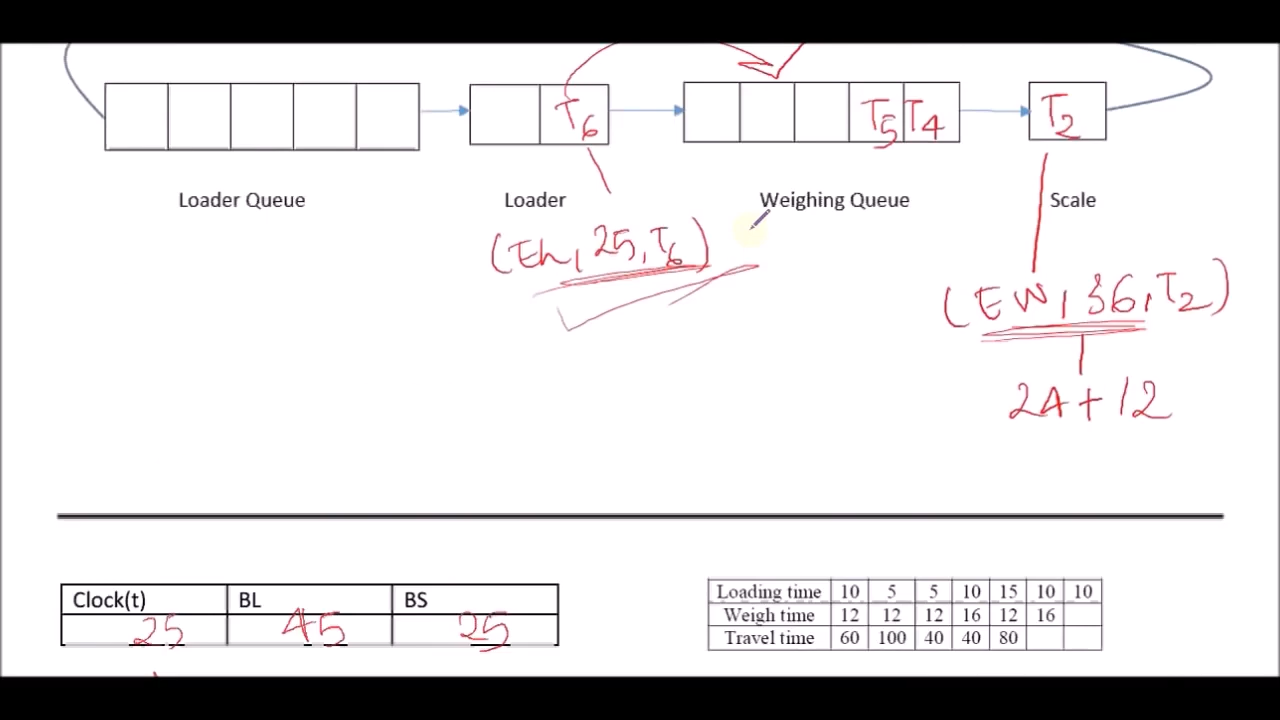 T6 T5 T4 T2
Loader Queue Loader Weighing Queue Scale
(EL, 25, T6)
(EW, 36, T2)
24 + 12
Clock(t) BL BS
25 45 25
Loading time 10 5 5 10 15 10 10
Weigh time 12 12 12 16 12 16
Travel time 60 100 40 40 80